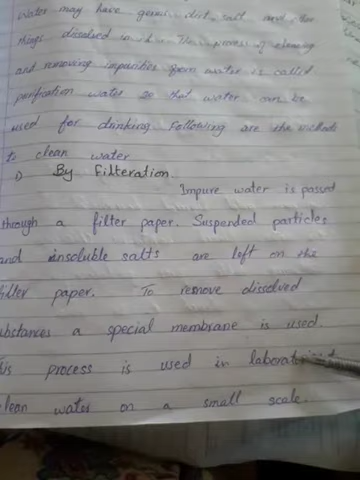 water may have germs dirt, salt and other
things dissolved in it. The process of cleaning
and removing impurities from water is called
purification water so that water can be
used for drinking. Following are the methods
to clean water
1) By Filteration
Impure water is passed
through a filter paper. Suspended particles
and insoluble salts are left on the
filter paper. To remove dissolved
ubstances a special membrane is used.
This process is used in
clean water on a small scale.